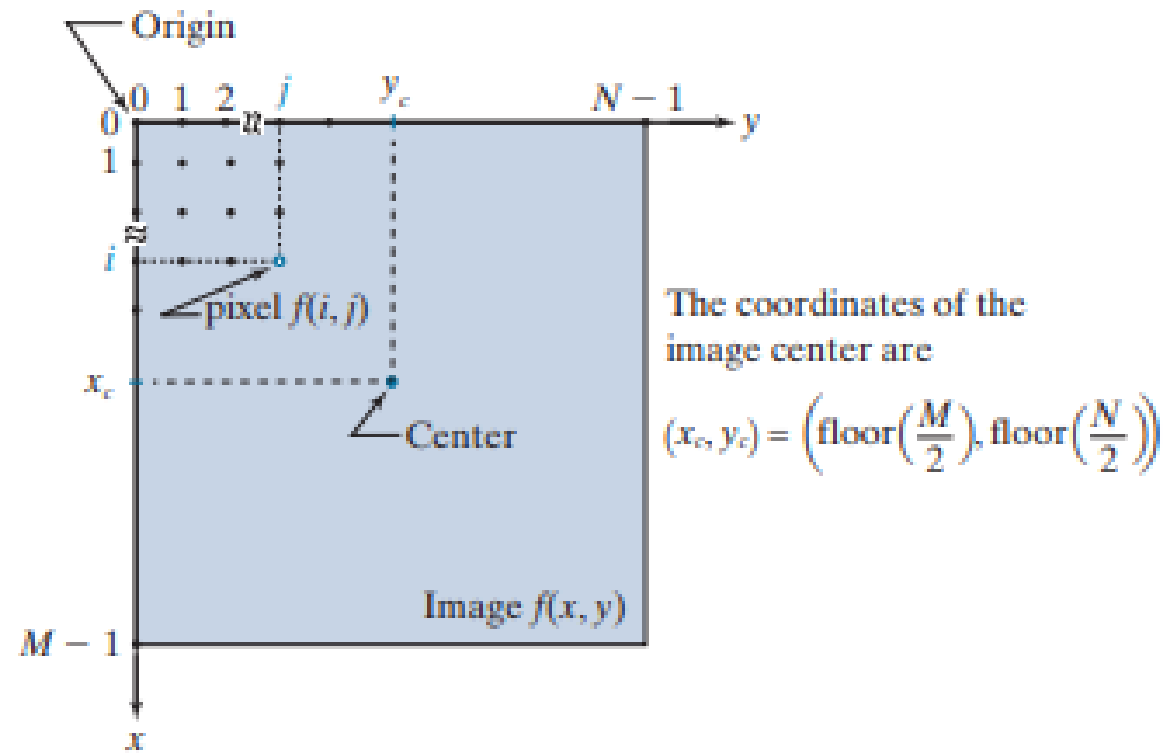 Origin
0 1 2 j y_c N − 1
0 y
1
i
pixel f(i, j)
The coordinates of the
image center are
x_c
Center
(x_c, y_c) = (floor(M/2), floor(N/2))
Image f(x, y)
M − 1
x